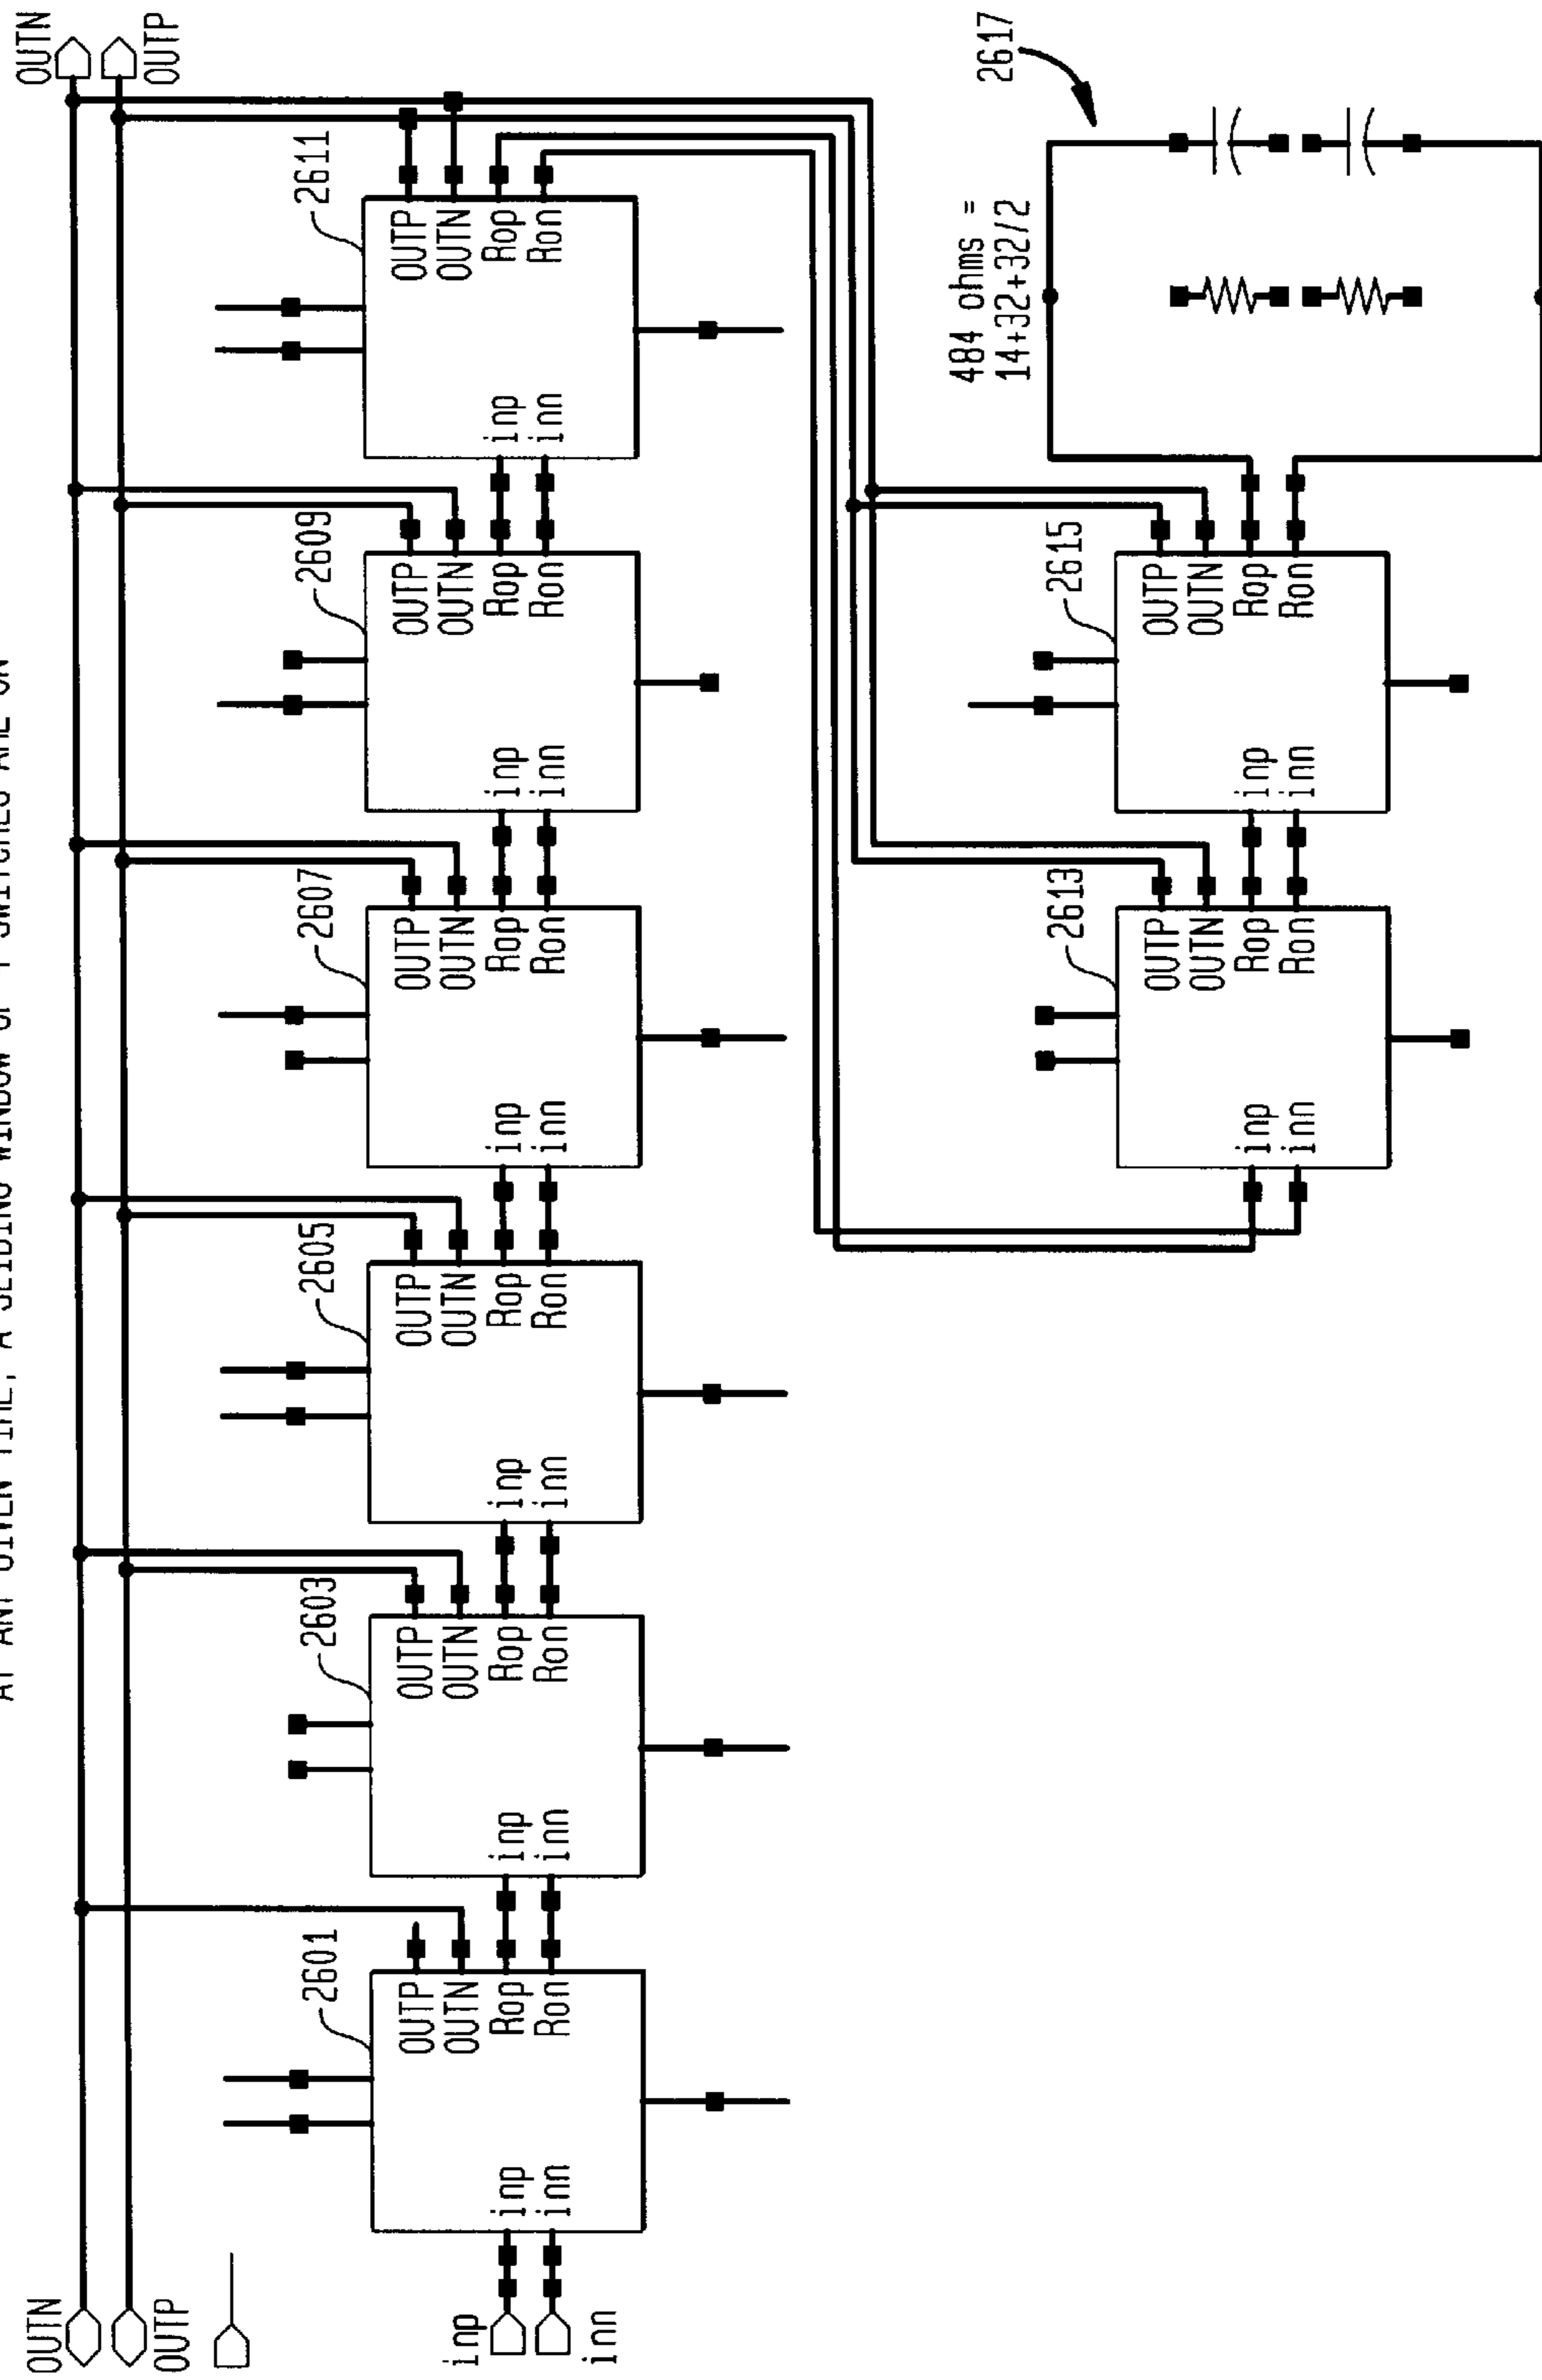 AT ANY GIVEN TIME, A SLIDING WINDOW OF SWITCHES ARE ON
OUTN
OUTP
OUTN
OUTP
inp
inn
2601
OUTP
OUTN
Rop
Ron
inp
inn
2603
OUTP
OUTN
Rop
Ron
inp
inn
2605
OUTP
OUTN
Rop
Ron
inp
inn
2607
OUTP
OUTN
Rop
Ron
inp
inn
2609
OUTP
OUTN
Rop
Ron
inp
inn
2611
OUTP
OUTN
Rop
Ron
inp
inn
2613
OUTP
OUTN
Rop
Ron
inp
inn
2615
OUTP
OUTN
Rop
Ron
inp
inn
484 ohms =
14+32+32/2
2617